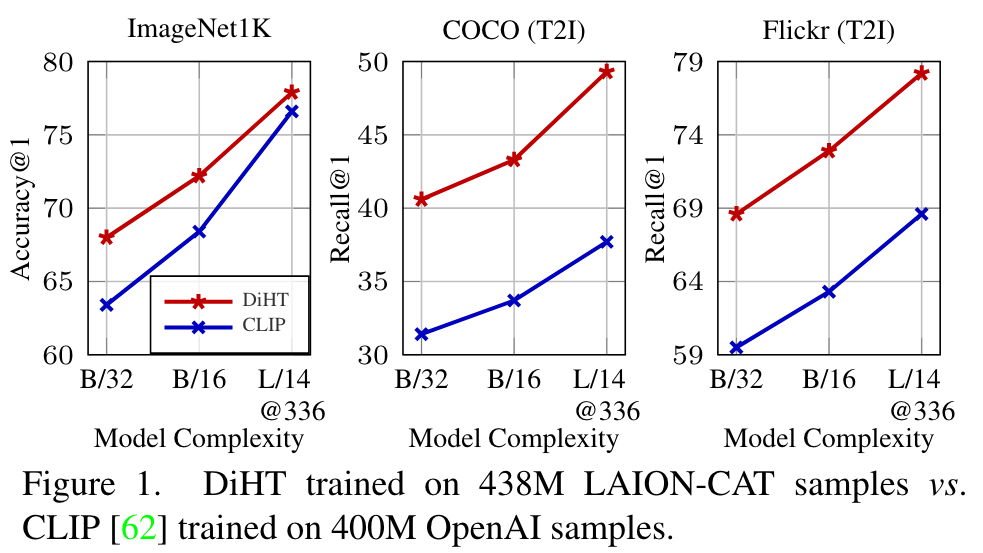 ImageNet1K
COCO (T2I)
Flickr (T2I)
Accuracy@1
80
75
70
65
60
DiHT
CLIP
B/32
B/16
L/14
@336
Model Complexity
Recall@1
50
45
40
35
30
B/32
B/16
L/14
@336
Model Complexity
Recall@1
79
74
69
64
59
B/32
B/16
L/14
@336
Model Complexity
Figure 1. DiHT trained on 438M LAION-CAT samples vs.
CLIP [62] trained on 400M OpenAI samples.